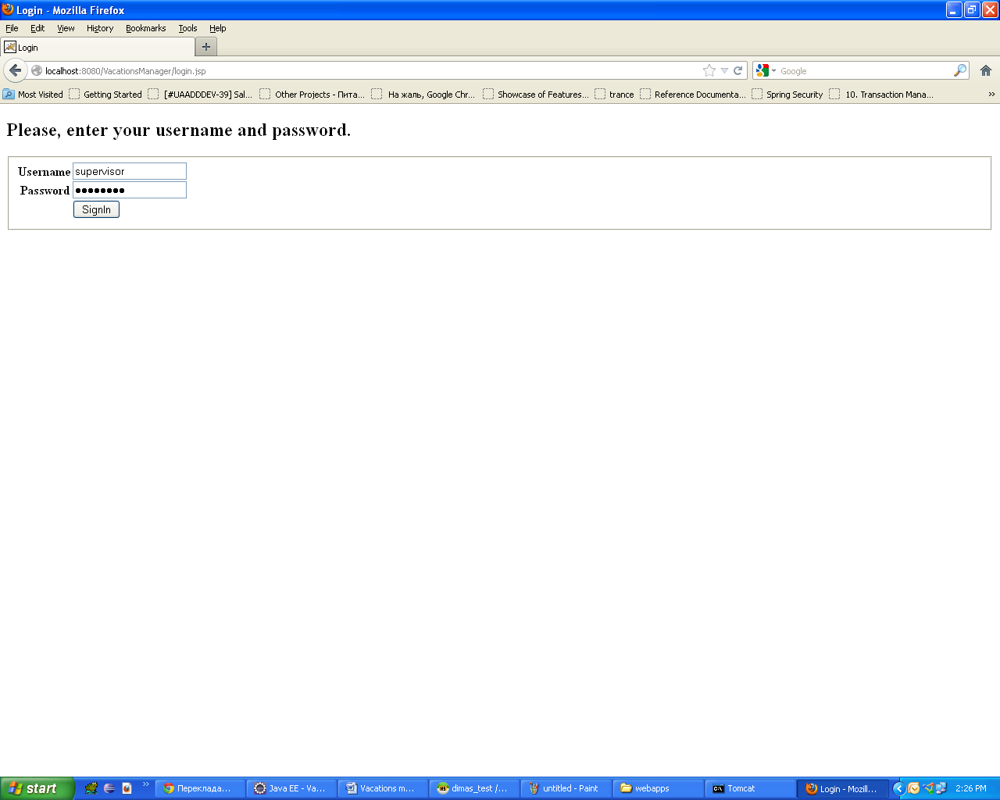 Login - Mozilla Firefox
File Edit View History Bookmarks Tools Help
Login
localhost:8080/VacationsManager/login.jsp Google
Most Visited Getting Started [#UAADDDEV-39] Sal... Other Projects - Пита... На жаль, Google Chr... Showcase of Features... trance Reference Documenta... Spring Security 10. Transaction Mana... »
Please, enter your username and password.
Username supervisor
Password ●●●●●●●●
SignIn
start » Перекладa... Java EE - Va... Vacations m... dimas_test /... untitled - Paint webapps Tomcat Login - Mozill... 2:26 PM